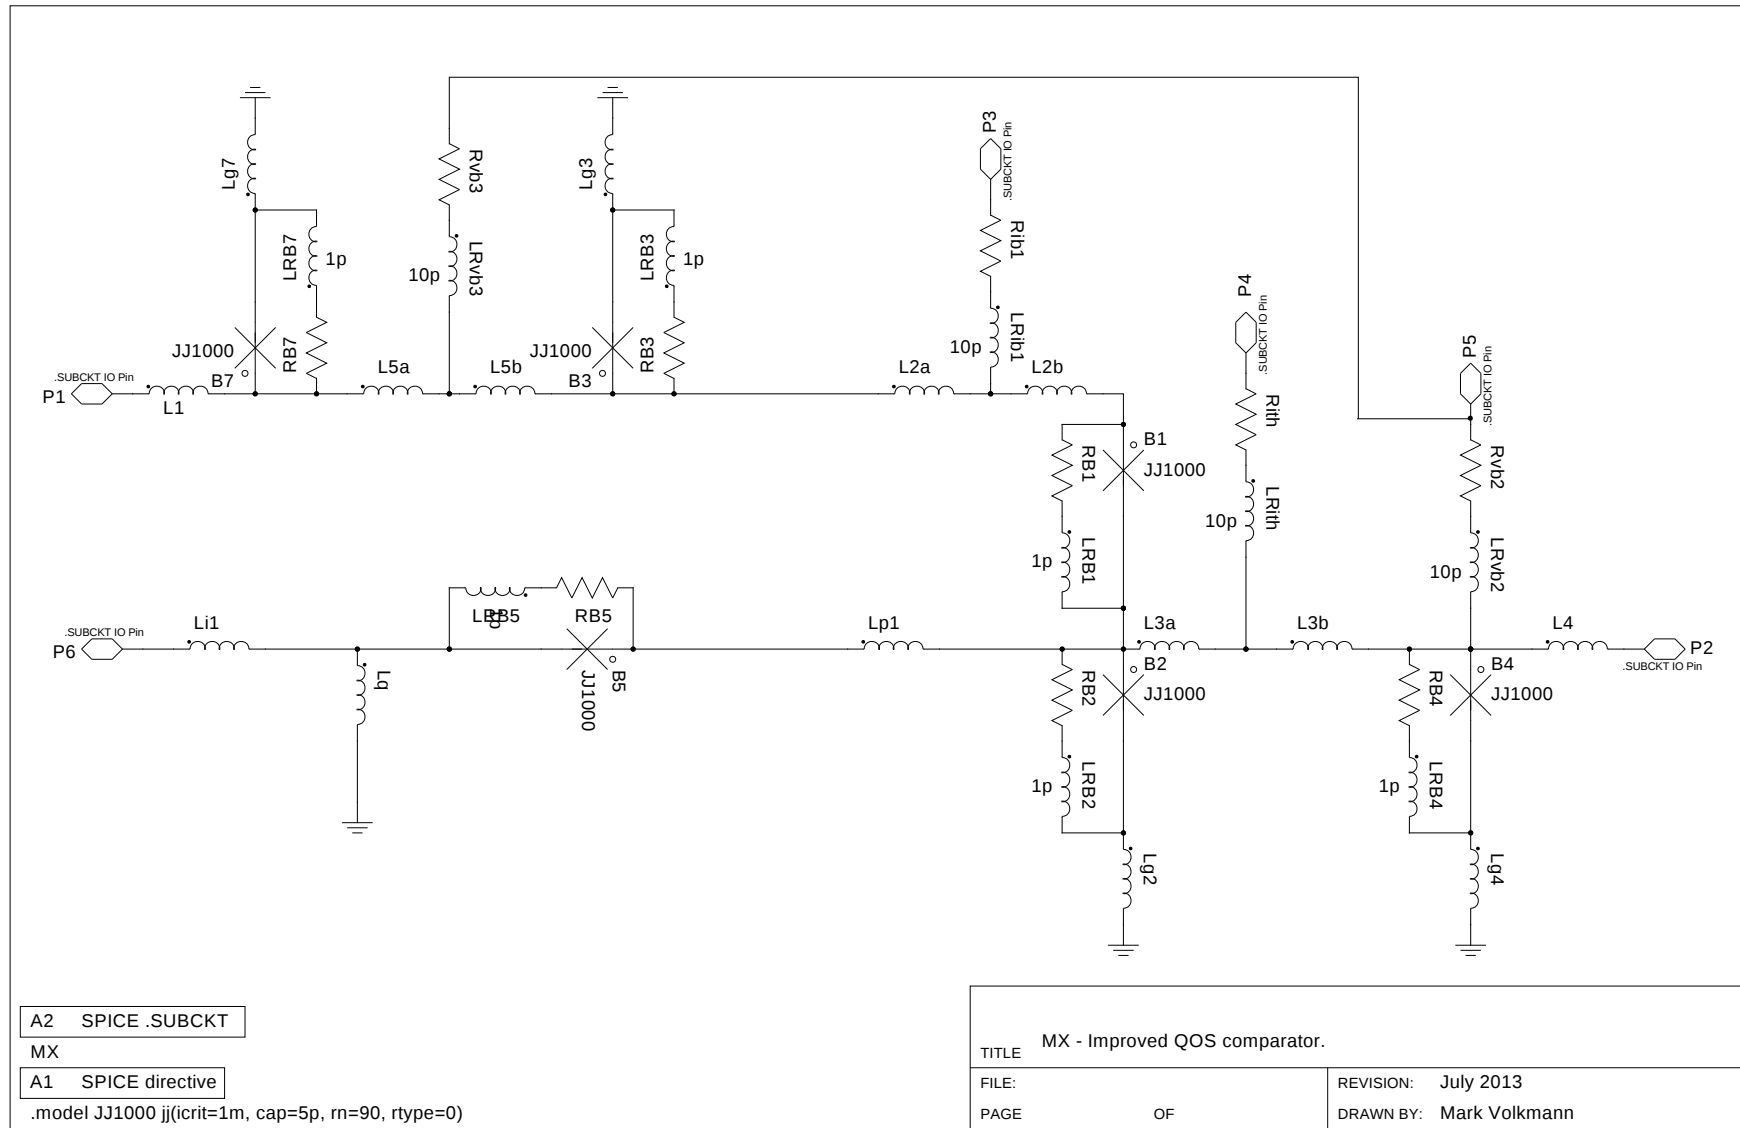 P1
.SUBCKT IO Pin
L1
Lg7
LRB7
1p
JJ1000
B7
RB7
L5a
Rvb3
LRvb3
10p
L5b
Lg3
LRB3
1p
JJ1000
B3
RB3
L2a
P3
.SUBCKT IO Pin
Rib1
LRib1
10p
L2b
P4
.SUBCKT IO Pin
Rith
LRith
10p
P5
.SUBCKT IO Pin
Rvb2
LRvb2
10p
B1
JJ1000
RB1
LRB1
1p
.SUBCKT IO Pin
P6
Li1
Lq
LRB5
1p
RB5
B5
JJ1000
Lp1
L3a
L3b
L4
P2
.SUBCKT IO Pin
B2
JJ1000
RB2
LRB2
1p
Lg2
B4
JJ1000
RB4
LRB4
1p
Lg4
A2 SPICE .SUBCKT
MX
A1 SPICE directive
.model JJ1000 jj(icrit=1m, cap=5p, rn=90, rtype=0)
TITLE MX - Improved QOS comparator.
FILE:
REVISION: July 2013
PAGE OF
DRAWN BY: Mark Volkmann